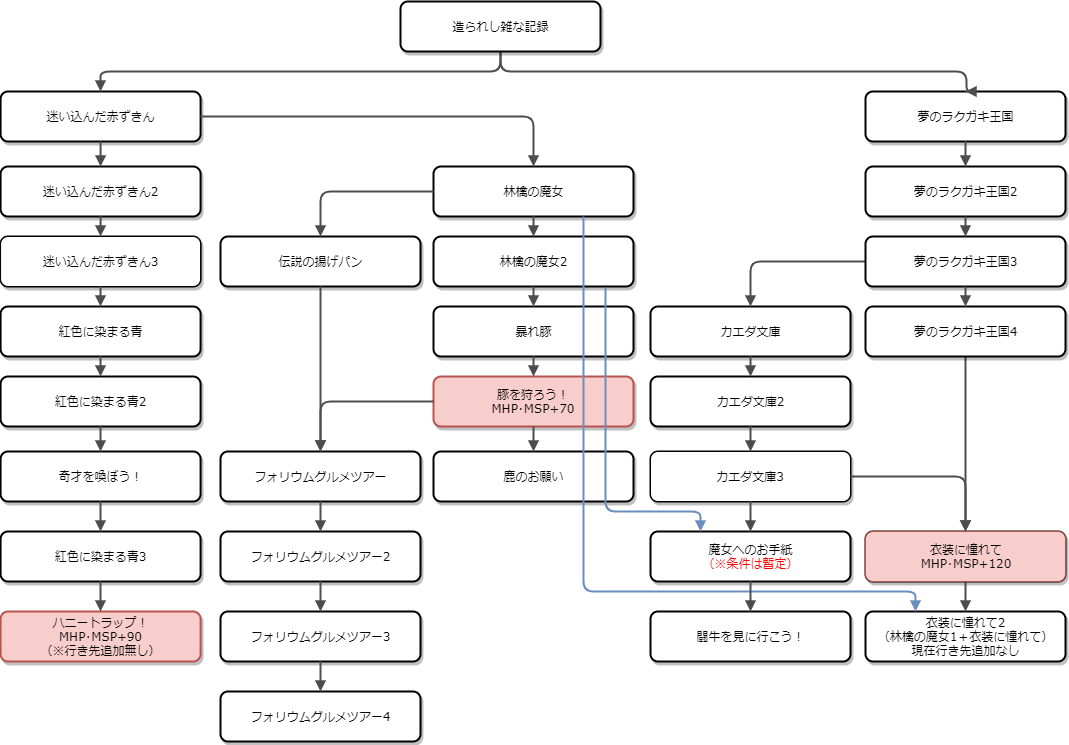 造られし雑な記録
迷い込んだ赤ずきん
夢のラクガキ王国
迷い込んだ赤ずきん2
林檎の魔女
夢のラクガキ王国2
迷い込んだ赤ずきん3
伝説の揚げパン
林檎の魔女2
夢のラクガキ王国3
紅色に染まる青
暴れ豚
カエダ文庫
夢のラクガキ王国4
紅色に染まる青2
豚を狩ろう！
MHP･MSP+70
カエダ文庫2
奇才を喚ぼう！
フォリウムグルメツアー
鹿のお願い
カエダ文庫3
紅色に染まる青3
フォリウムグルメツアー2
魔女へのお手紙
（※条件は暫定）
衣装に憧れて
MHP･MSP+120
ハニートラップ！
MHP･MSP+90
（※行き先追加無し）
フォリウムグルメツアー3
闘牛を見に行こう！
衣装に憧れて2
（林檎の魔女1＋衣装に憧れて）
現在行き先追加なし
フォリウムグルメツアー4